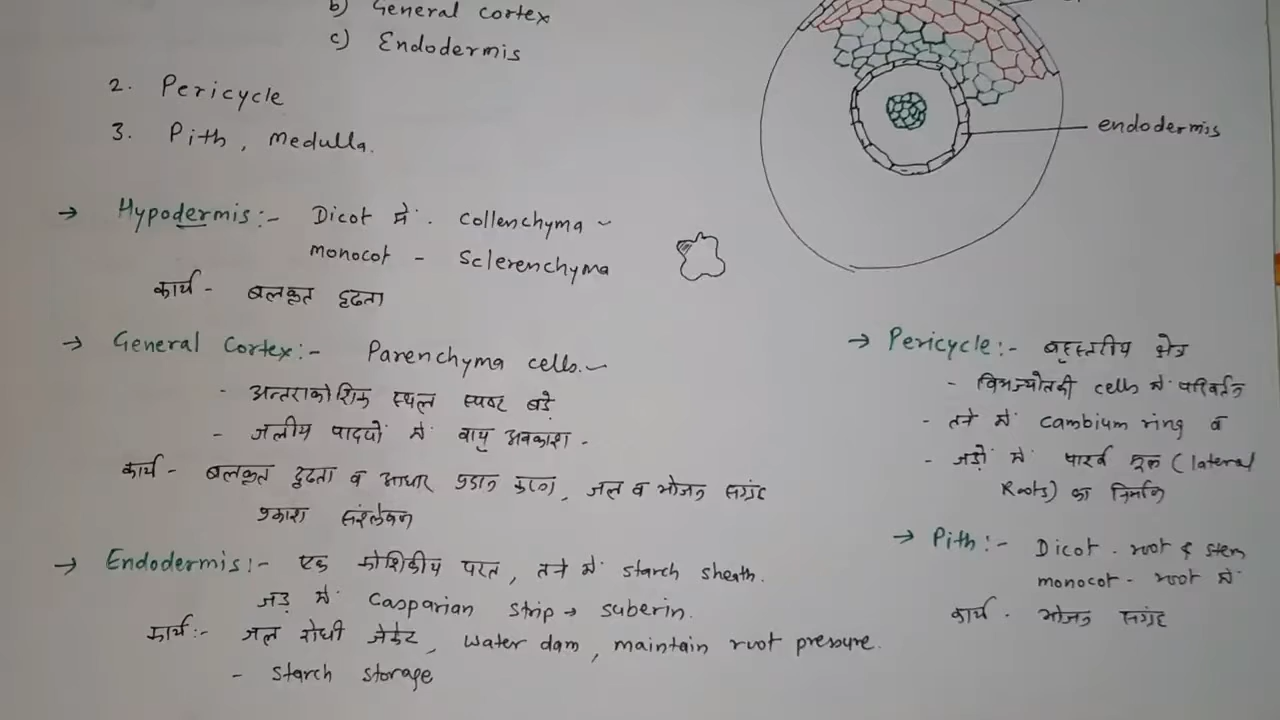 b) General cortex
c) Endodermis
2. Pericycle
3. Pith, Medulla.
endodermis
→ Hypodermis:- Dicot में. Collenchyma -
monocot - Sclerenchyma
कार्य - बलकृत दृढता
→ General Cortex:- Parenchyma cells.-
- अन्तराकोशिक स्थल स्पष्ट बड़े
- जलीय पादपों में वायु अवकाश -
कार्य - बलकृत दृढता व आधार प्रदान करना, जल व भोजन संग्रह
प्रकाश संश्लेषण
→ Endodermis:- एक कोशिकीय परत, तने में starch sheath.
जड़ में Casparian strip → suberin.
कार्य:- जल रोधी जैकेट, water dam, maintain root pressure.
- starch storage
→ Pericycle:- बहुस्तरीय क्षेत्र
- विभज्योतकी cells में परिवर्तन
- तने में Cambium ring व
- जड़ों में पार्श्व मूल (lateral
Roots) का निर्माण
→ Pith:- Dicot - root & stem
monocot - root में
कार्य - भोजन संग्रह